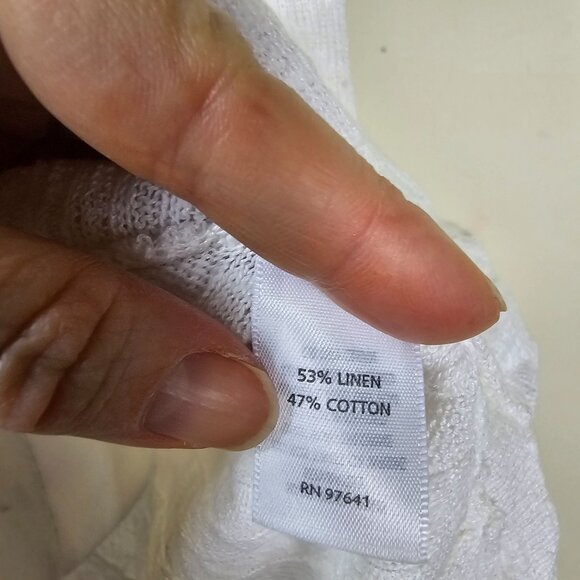 53% LINEN
47% COTTON
RN 97641